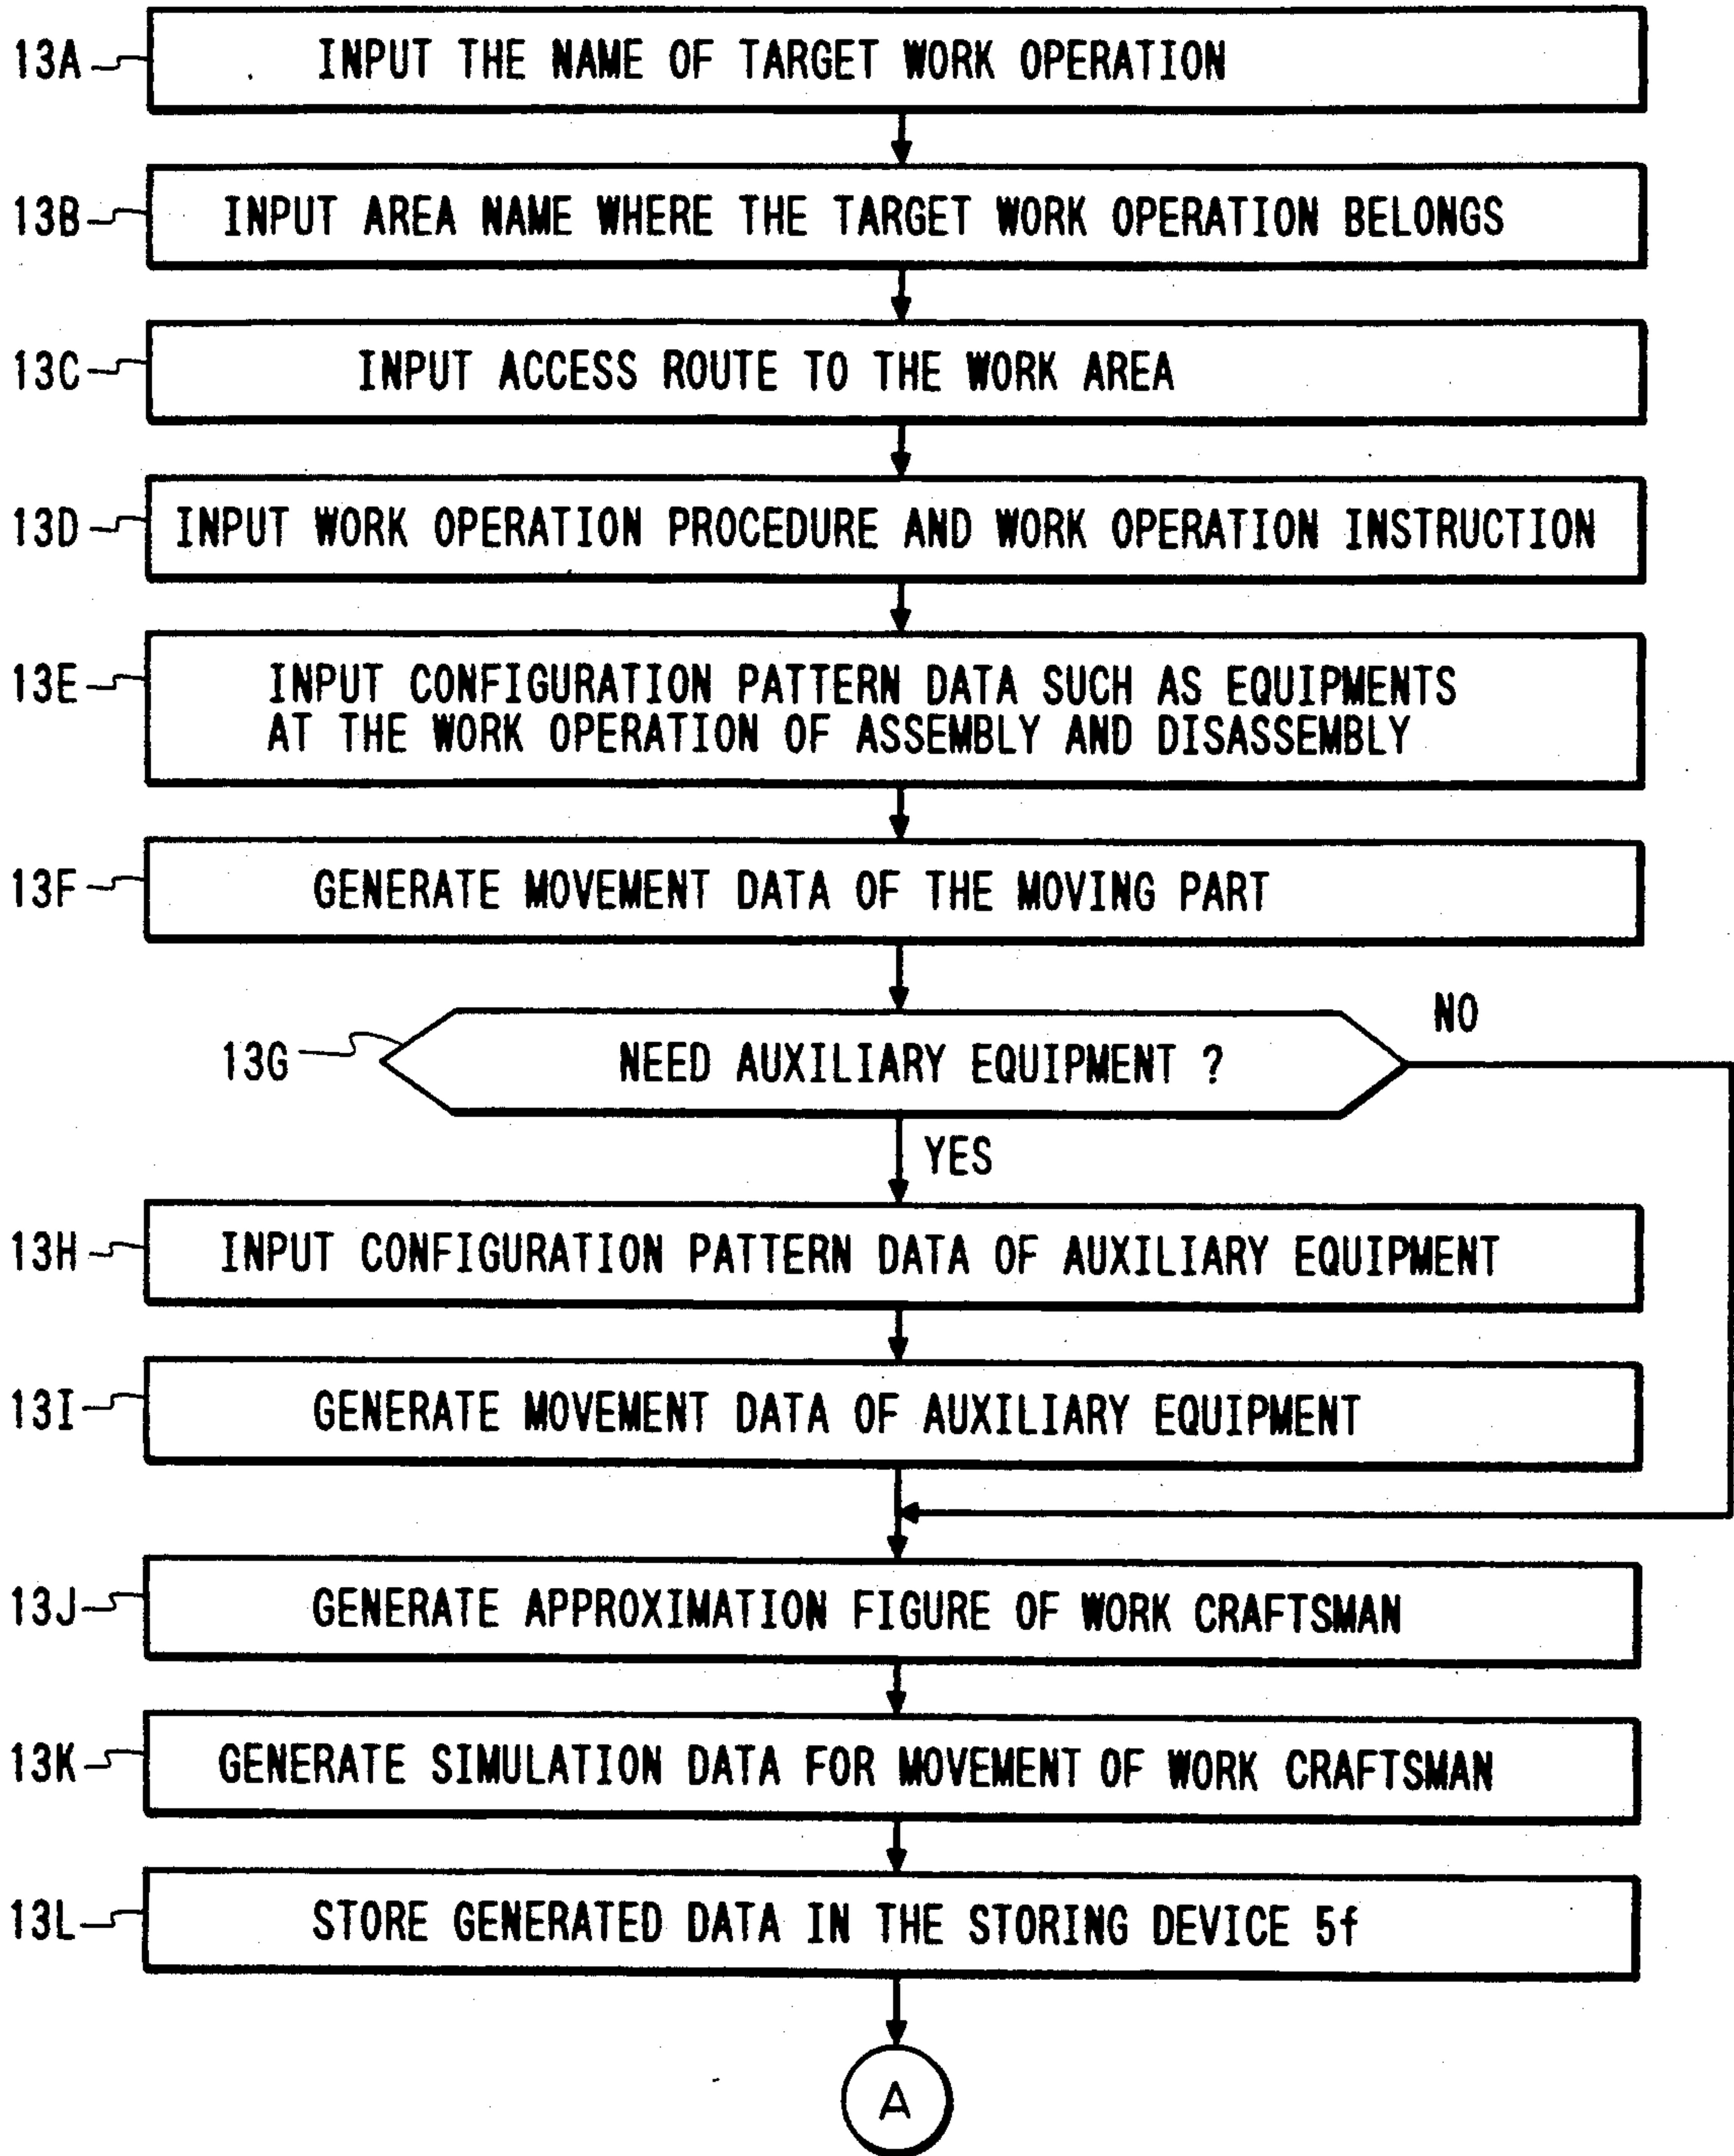 13A INPUT THE NAME OF TARGET WORK OPERATION
13B INPUT AREA NAME WHERE THE TARGET WORK OPERATION BELONGS
13C INPUT ACCESS ROUTE TO THE WORK AREA
13D INPUT WORK OPERATION PROCEDURE AND WORK OPERATION INSTRUCTION
13E INPUT CONFIGURATION PATTERN DATA SUCH AS EQUIPMENTS
AT THE WORK OPERATION OF ASSEMBLY AND DISASSEMBLY
13F GENERATE MOVEMENT DATA OF THE MOVING PART
NO
13G NEED AUXILIARY EQUIPMENT ?
YES
13H INPUT CONFIGURATION PATTERN DATA OF AUXILIARY EQUIPMENT
13I GENERATE MOVEMENT DATA OF AUXILIARY EQUIPMENT
13J GENERATE APPROXIMATION FIGURE OF WORK CRAFTSMAN
13K GENERATE SIMULATION DATA FOR MOVEMENT OF WORK CRAFTSMAN
13L STORE GENERATED DATA IN THE STORING DEVICE 5f
A